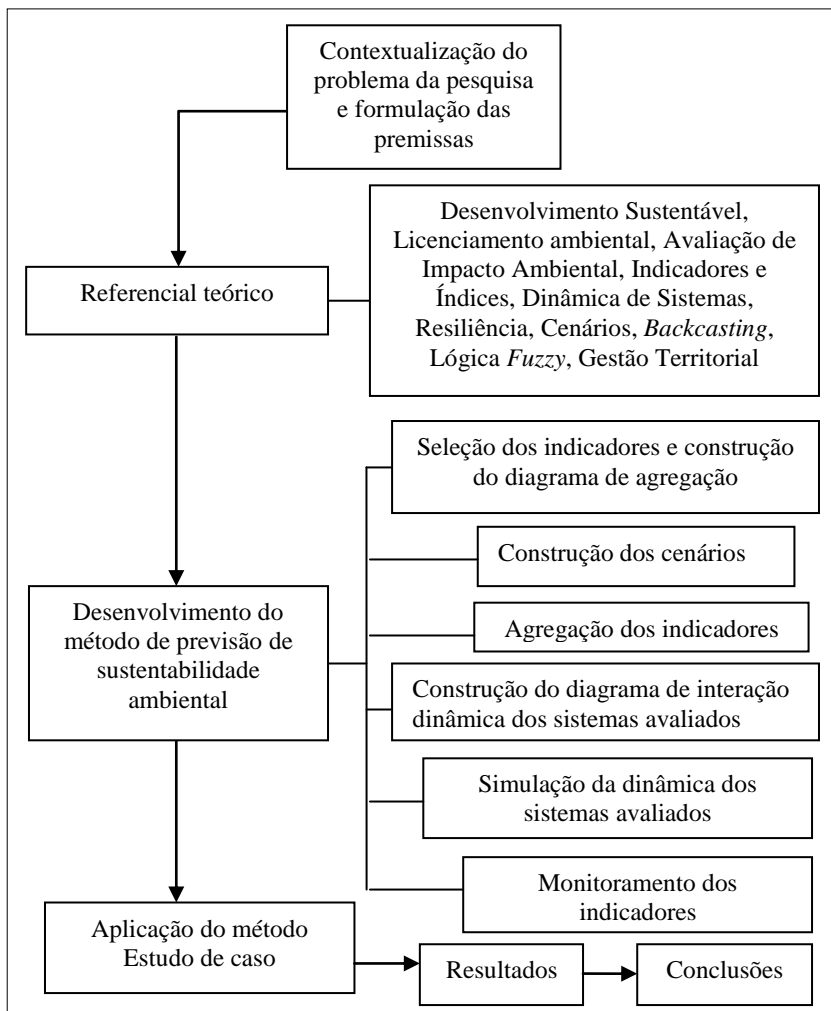 Contextualização do
problema da pesquisa
e formulação das
premissas
Referencial teórico
Desenvolvimento Sustentável,
Licenciamento ambiental, Avaliação de
Impacto Ambiental, Indicadores e
Índices, Dinâmica de Sistemas,
Resiliência, Cenários, Backcasting,
Lógica Fuzzy, Gestão Territorial
Desenvolvimento do
método de previsão de
sustentabilidade
ambiental
Seleção dos indicadores e construção
do diagrama de agregação
Construção dos cenários
Agregação dos indicadores
Construção do diagrama de interação
dinâmica dos sistemas avaliados
Simulação da dinâmica dos
sistemas avaliados
Monitoramento dos
indicadores
Aplicação do método
Estudo de caso
Resultados
Conclusões